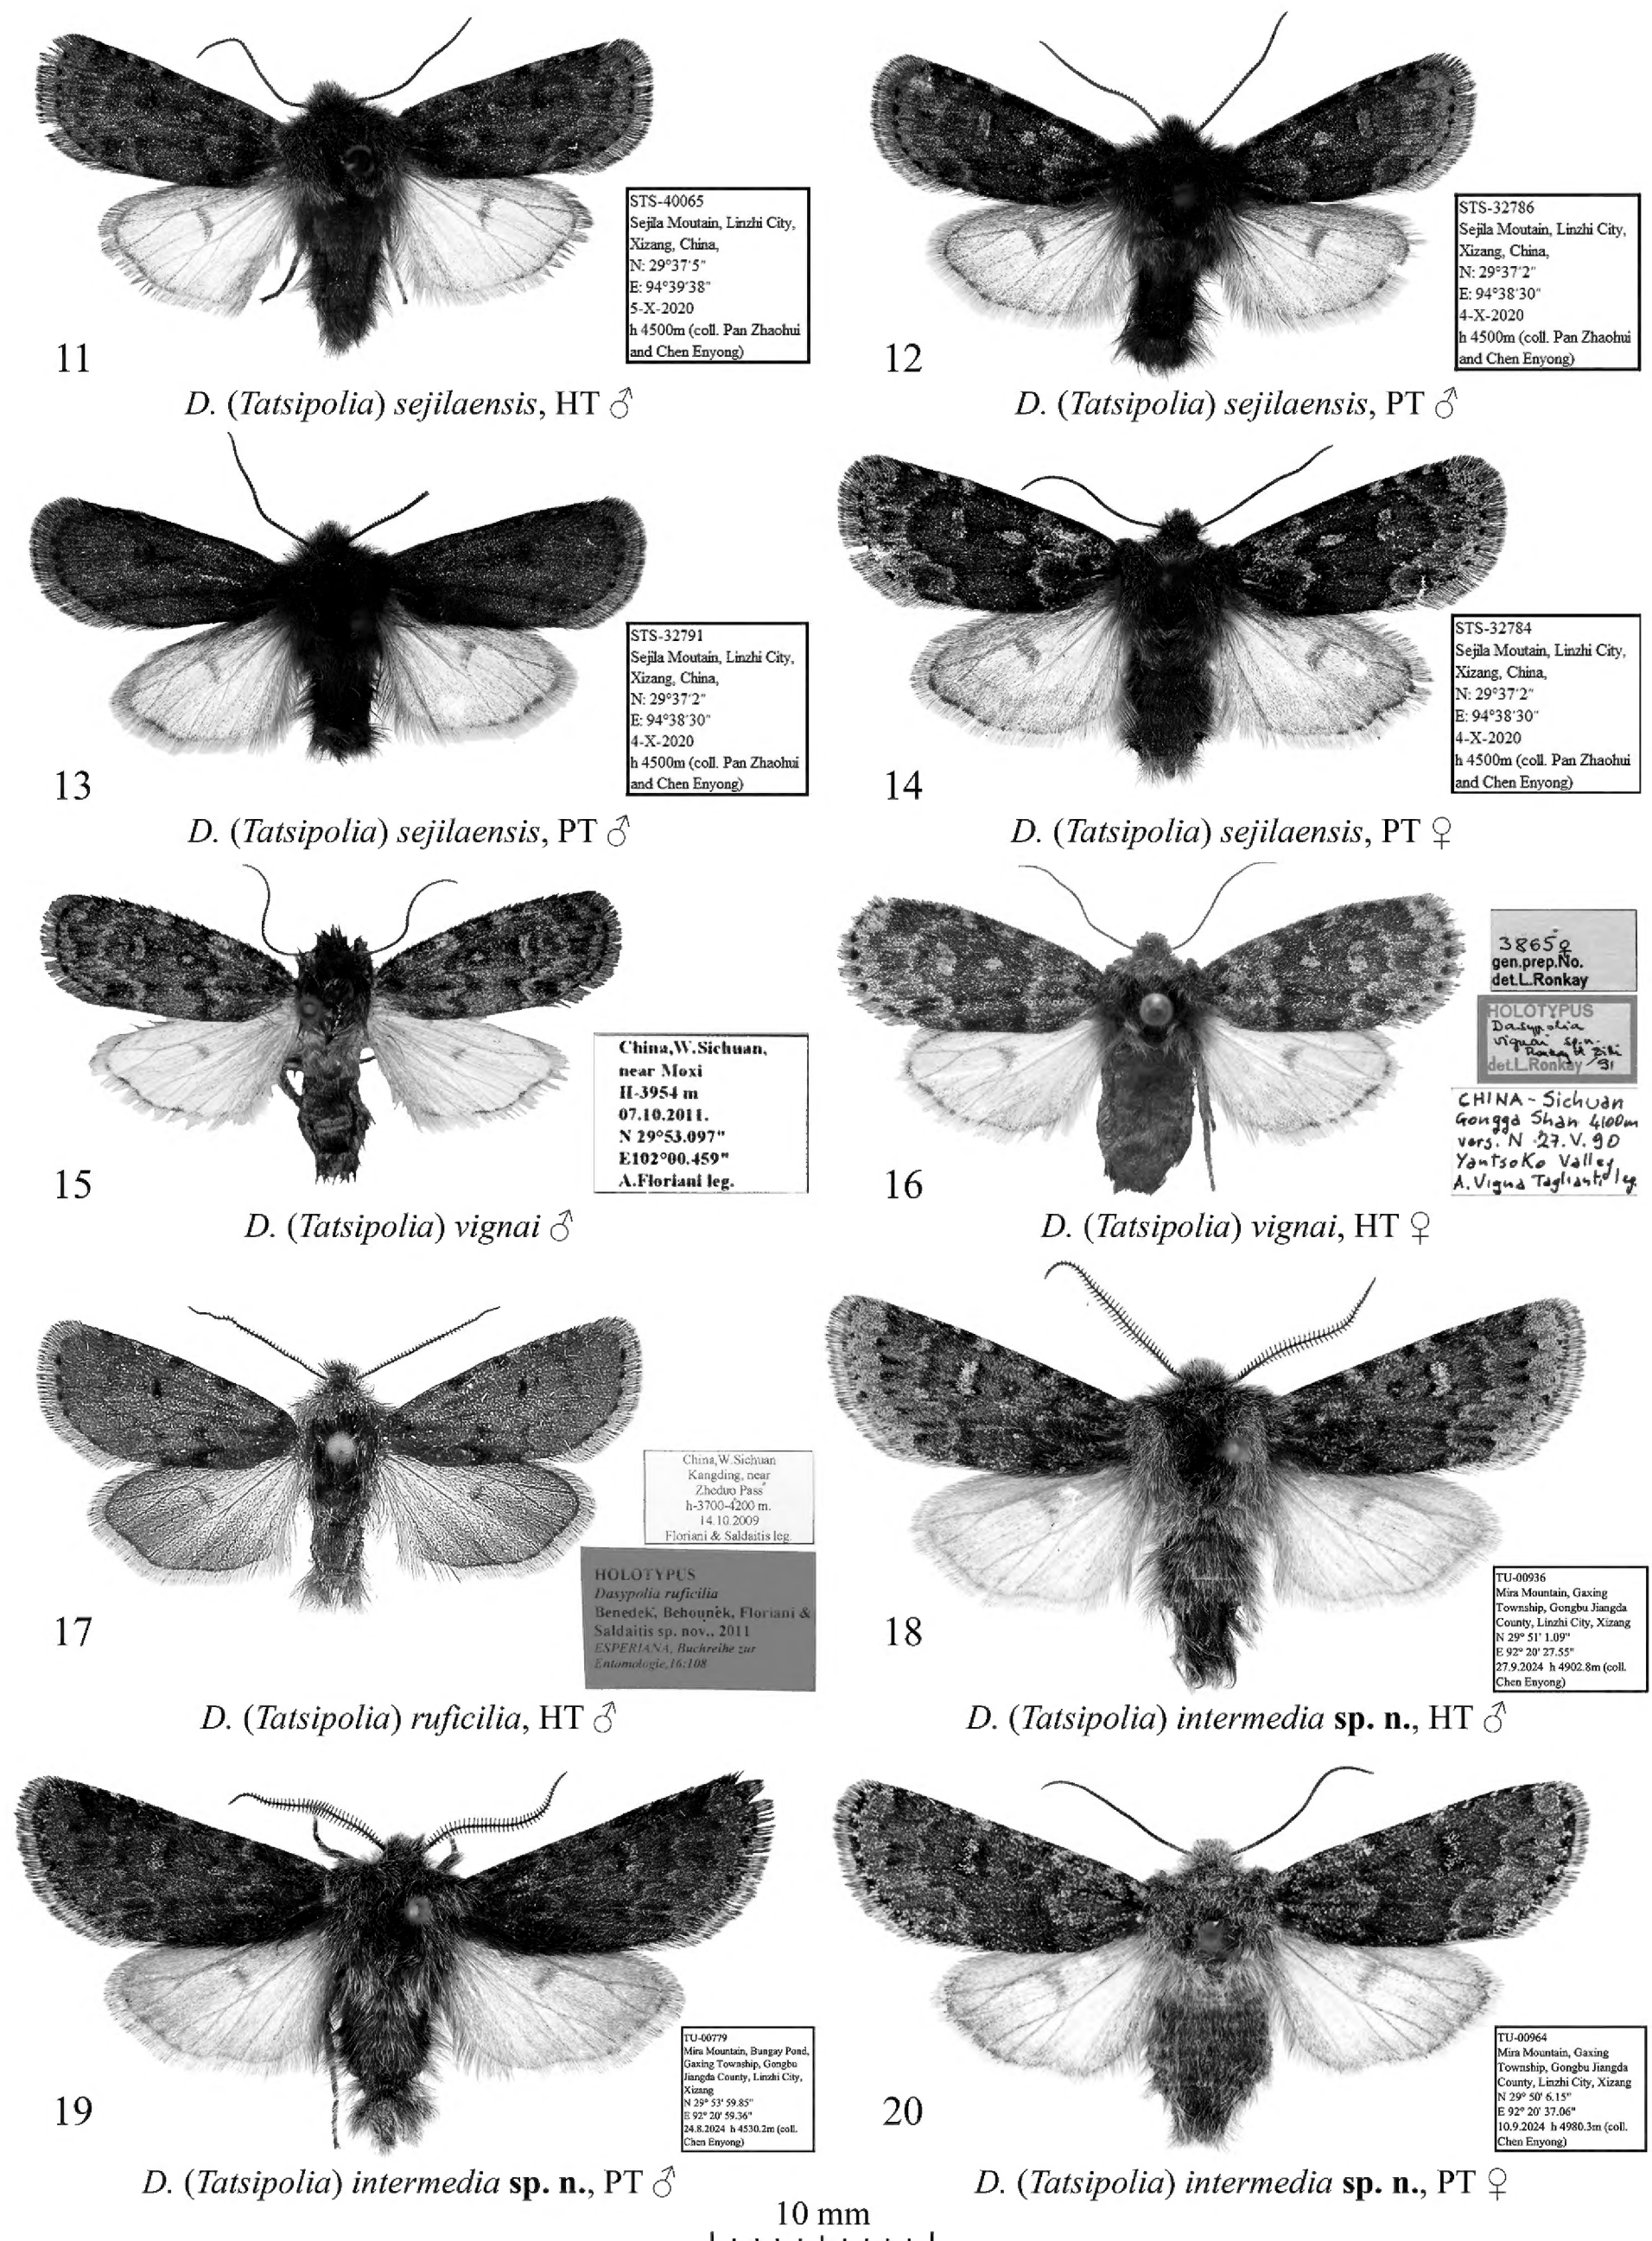 STS-40065
Sejila Moutain, Linzhi City,
Xizang, China,
N: 29°37'5"
E: 94°39'38"
5-X-2020
h 4500m (coll. Pan Zhaohui
and Chen Enyong)
11
D. (Tatsipolia) sejilaensis, HT ♂
STS-32786
Sejila Moutain, Linzhi City,
Xizang, China,
N: 29°37'2"
E: 94°38'30"
4-X-2020
h 4500m (coll. Pan Zhaohui
and Chen Enyong)
12
D. (Tatsipolia) sejilaensis, PT ♂
STS-32791
Sejila Moutain, Linzhi City,
Xizang, China,
N: 29°37'2"
E: 94°38'30"
4-X-2020
h 4500m (coll. Pan Zhaohui
and Chen Enyong)
13
D. (Tatsipolia) sejilaensis, PT ♂
STS-32784
Sejila Moutain, Linzhi City,
Xizang, China,
N: 29°37'2"
E: 94°38'30"
4-X-2020
h 4500m (coll. Pan Zhaohui
and Chen Enyong)
14
D. (Tatsipolia) sejilaensis, PT ♀
China,W.Sichuan,
near Moxi
H-3954 m
07.10.2011.
N 29°53.097"
E102°00.459"
A.Floriani leg.
15
D. (Tatsipolia) vignai ♂
3865♀
gen.prep.No.
det.L.Ronkay
HOLOTYPUS
Dasypolia
vignai sp.n.
Ronkay &
det.L.Ronkay /91
CHINA - Sichuan
Gongga Shan 4100m
vers. N 27.V.90
Yantsoko Valley
A. Vigna Taglianti leg.
16
D. (Tatsipolia) vignai, HT ♀
China,W.Sichuan
Kangding, near
Zheduo Pass
h-3700-4200 m.
14.10.2009
Floriani & Saldaitis leg.
HOLOTYPUS
Dasypolia ruficilia
Benedek, Behounek, Floriani &
Saldaitis sp. nov., 2011
ESPERIANA, Buchreihe zur
Entomologie,16:108
17
D. (Tatsipolia) ruficilia, HT ♂
TU-00936
Mira Mountain, Gaxing
Township, Gongbu Jiangda
County, Linzhi City, Xizang
N 29° 51' 1.09"
E 92° 20' 27.55"
27.9.2024 h 4902.8m (coll.
Chen Enyong)
18
D. (Tatsipolia) intermedia sp. n., HT ♂
TU-00779
Mira Mountain, Bungay Pond,
Gaxing Township, Gongbu
Jiangda County, Linzhi City,
Xizang
N 29° 53' 59.85"
E 92° 20' 59.36"
24.8.2024 h 4530.2m (coll.
Chen Enyong)
19
D. (Tatsipolia) intermedia sp. n., PT ♂
TU-00964
Mira Mountain, Gaxing
Township, Gongbu Jiangda
County, Linzhi City, Xizang
N 29° 50' 6.15"
E 92° 20' 37.06"
10.9.2024 h 4980.3m (coll.
Chen Enyong)
20
D. (Tatsipolia) intermedia sp. n., PT ♀
10 mm